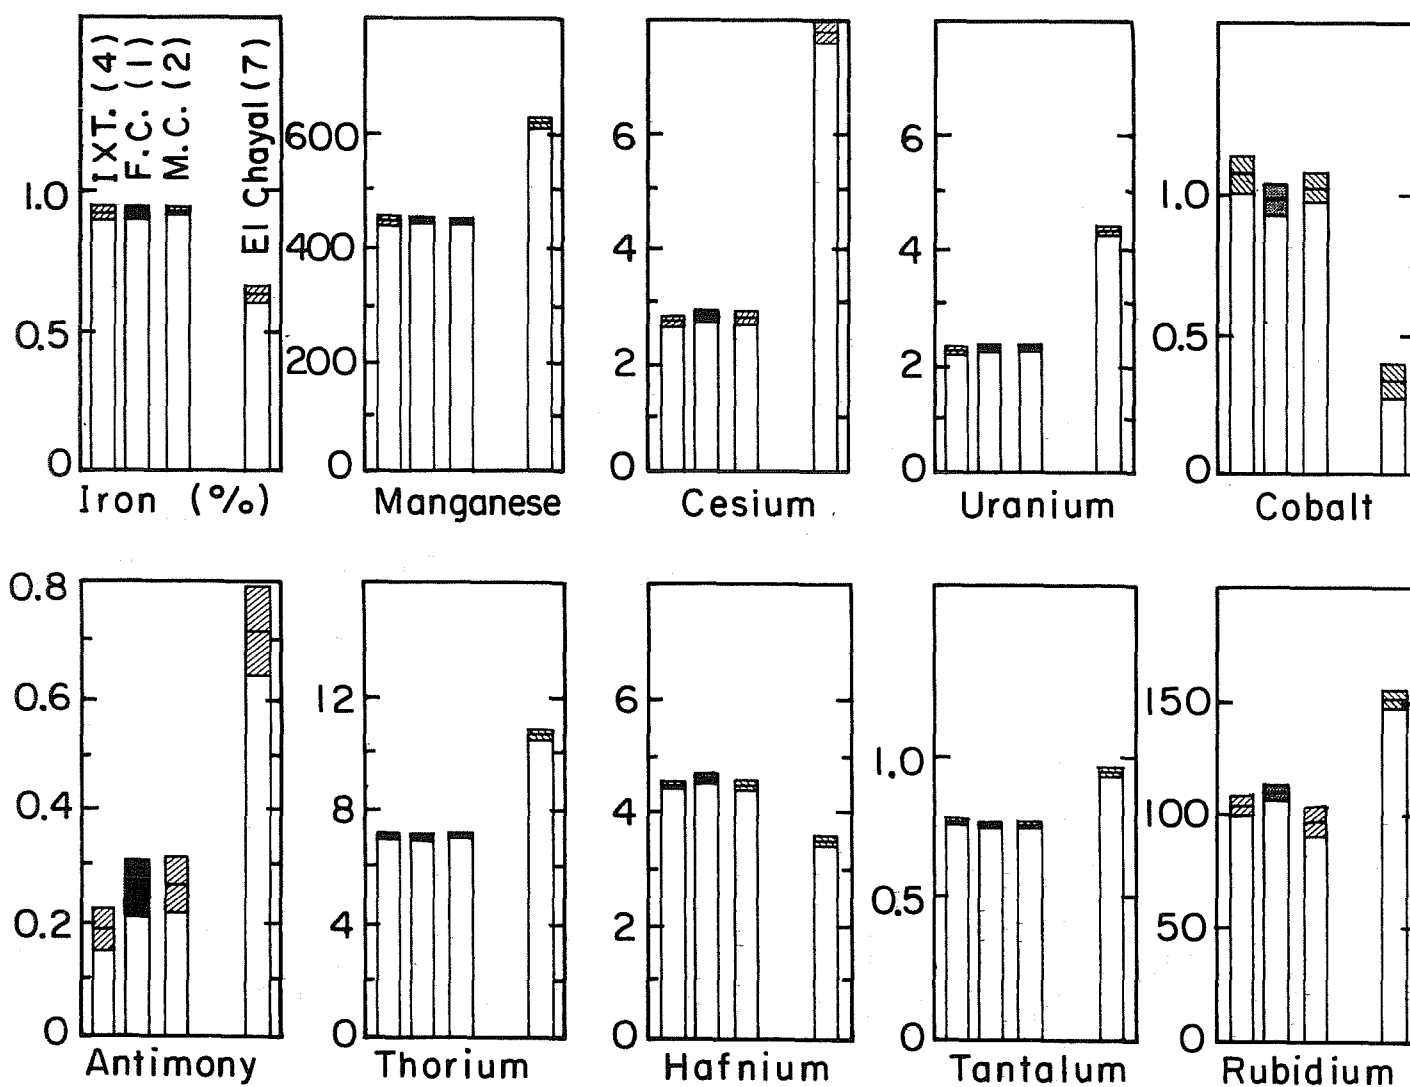 IXT. (4)
F.C. (1)
M.C. (2)
El Chayal (7)
1.0
0.5
0
Iron (%)
600
400
200
0
Manganese
6
4
2
0
Cesium
6
4
2
0
Uranium
1.0
0.5
0
Cobalt
0.8
0.6
0.4
0.2
0
Antimony
12
8
4
0
Thorium
6
4
2
0
Hafnium
1.0
0.5
0
Tantalum
150
100
50
0
Rubidium